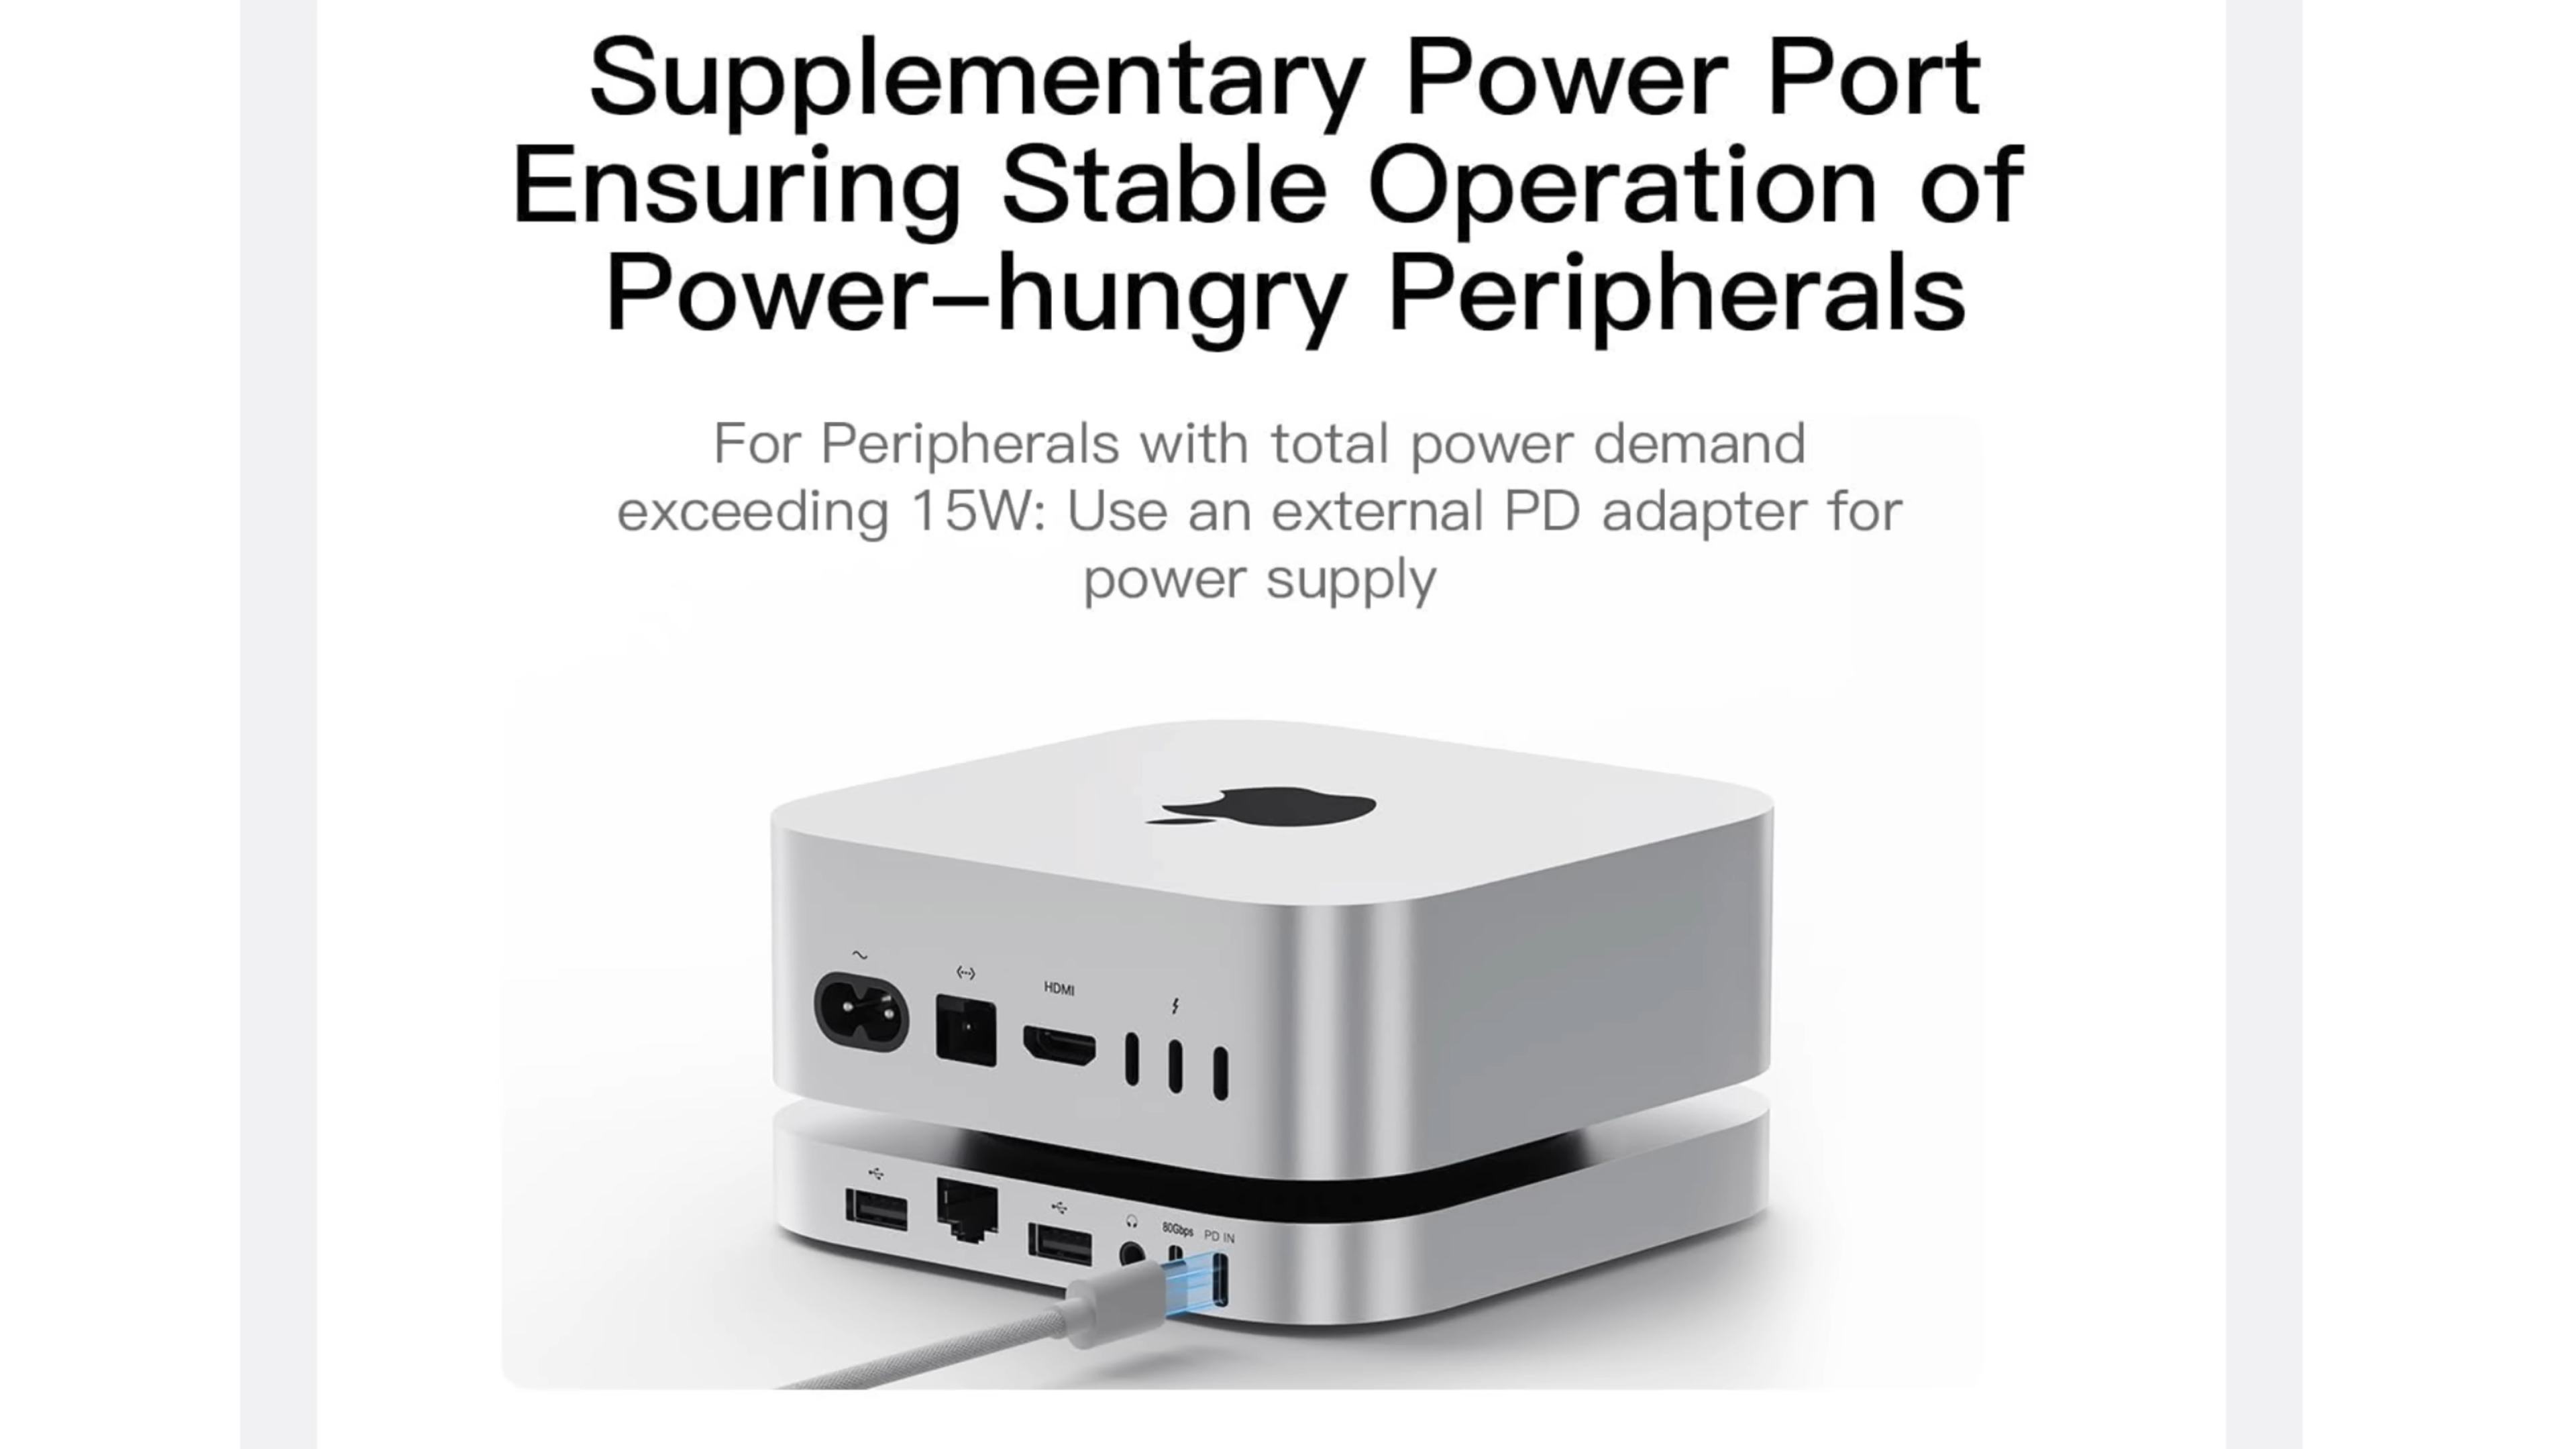 Supplementary Power Port
Ensuring Stable Operation of
Power-hungry Peripherals
For Peripherals with total power demand
exceeding 15W: Use an external PD adapter for
power supply
HDMI
80Gbps PD IN